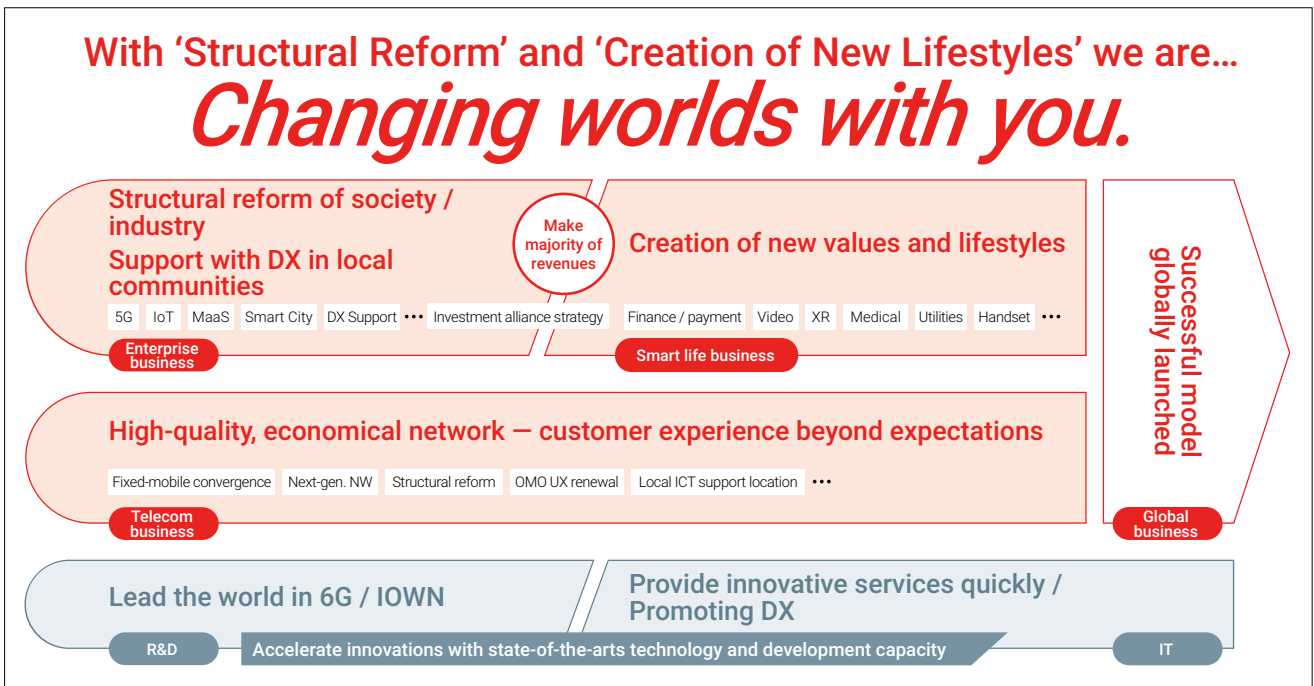 With ‘Structural Reform’ and ‘Creation of New Lifestyles’ we are…
Changing worlds with you.
Structural reform of society /
industry
Support with DX in local
communities
Make
majority of
revenues
Creation of new values and lifestyles
5G IoT MaaS Smart City DX Support ••• Investment alliance strategy
Finance / payment Video XR Medical Utilities Handset •••
Enterprise
business
Smart life business
High-quality, economical network — customer experience beyond expectations
Fixed-mobile convergence Next-gen. NW Structural reform OMO UX renewal Local ICT support location •••
Telecom
business
Successful model
globally launched
Global
business
Lead the world in 6G / IOWN
Provide innovative services quickly /
Promoting DX
R&D
Accelerate innovations with state-of-the-arts technology and development capacity
IT